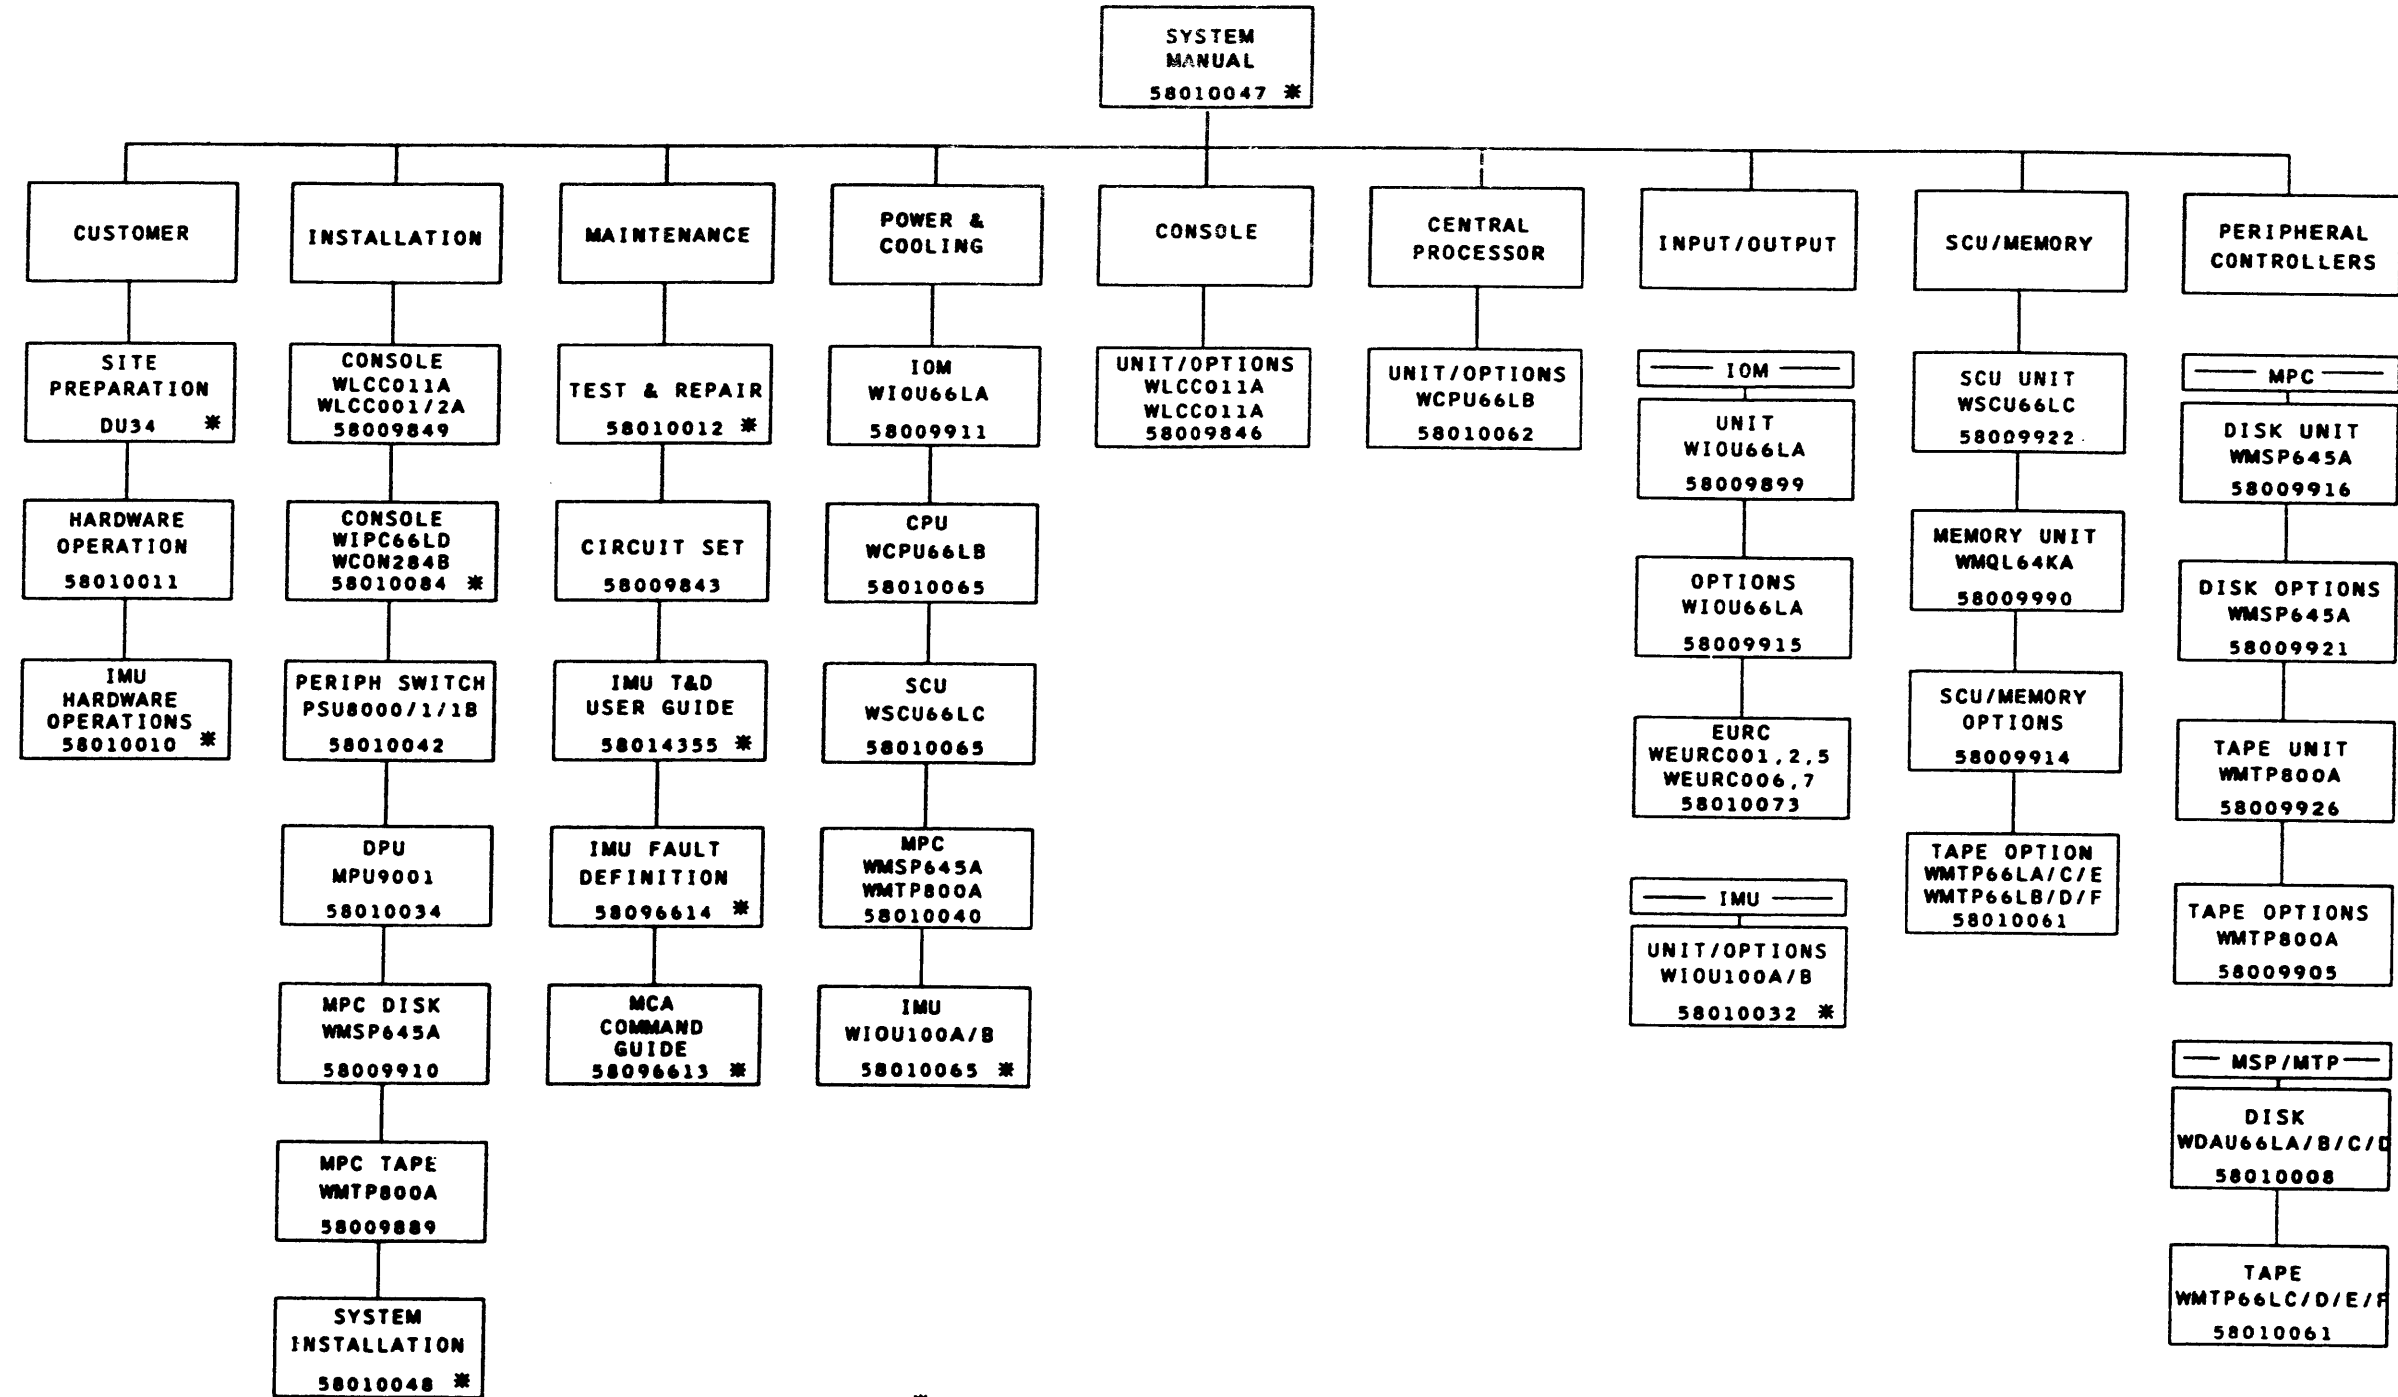 SYSTEM
MANUAL
58010047 *
CUSTOMER
SITE
PREPARATION
DU34 *
HARDWARE
OPERATION
58010011
IMU
HARDWARE
OPERATIONS
58010010 *
INSTALLATION
CONSOLE
WLCC011A
WLCC001/2A
58009849
CONSOLE
WIPC66LD
WCON284B
58010084 *
PERIPH SWITCH
PSU8000/1/1B
58010042
DPU
MPU9001
58010034
MPC DISK
WMSP645A
58009910
MPC TAPE
WMTP800A
58009889
SYSTEM
INSTALLATION
58010048 *
MAINTENANCE
TEST & REPAIR
58010012 *
CIRCUIT SET
58009843
IMU T&D
USER GUIDE
58014355 *
IMU FAULT
DEFINITION
58096614 *
MCA
COMMAND
GUIDE
58096613 *
POWER &
COOLING
IOM
WIOU66LA
58009911
CPU
WCPU66LB
58010065
SCU
WSCU66LC
58010065
MPC
WMSP645A
WMTP800A
58010040
IMU
WIOU100A/B
58010065 *
CONSOLE
UNIT/OPTIONS
WLCC011A
WLCC011A
58009846
CENTRAL
PROCESSOR
UNIT/OPTIONS
WCPU66LB
58010062
INPUT/OUTPUT
IOM
UNIT
WIOU66LA
58009899
OPTIONS
WIOU66LA
58009915
EURC
WEURC001,2,5
WEURC006,7
58010073
IMU
UNIT/OPTIONS
WIOU100A/B
58010032 *
SCU/MEMORY
SCU UNIT
WSCU66LC
58009922
MEMORY UNIT
WMQL64KA
58009990
SCU/MEMORY
OPTIONS
58009914
TAPE OPTION
WMTP66LA/C/E
WMTP66LB/D/F
58010061
PERIPHERAL
CONTROLLERS
MPC
DISK UNIT
WMSP645A
58009916
DISK OPTIONS
WMSP645A
58009921
TAPE UNIT
WMTP800A
58009926
TAPE OPTIONS
WMTP800A
58009905
MSP/MTP
DISK
WDAU66LA/B/C/D
58010008
TAPE
WMTP66LC/D/E/F
58010061